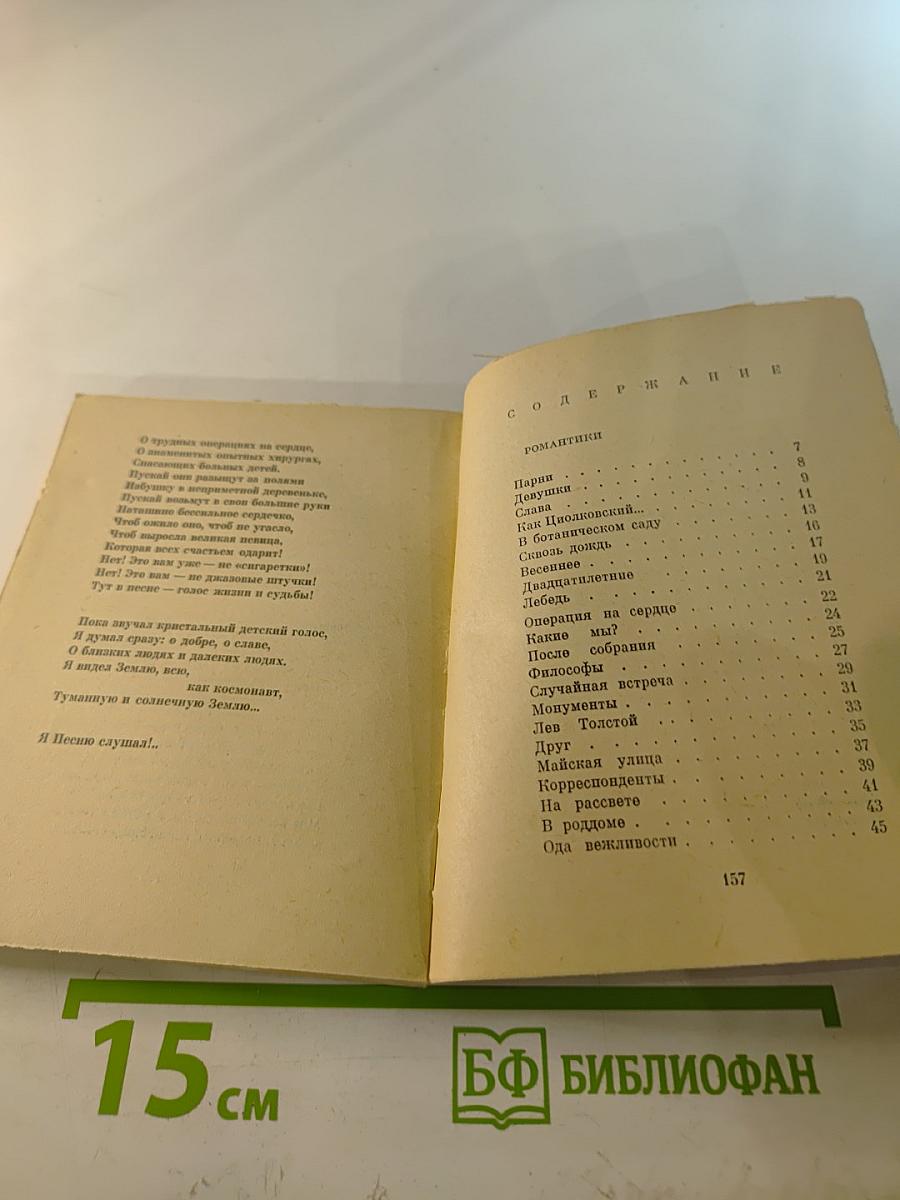 О трудных операциях на сердце,
О знаменитых опытных хирургах,
Спасающих больных детей.
Пускай они разыщут за полями
Избушку в неприметной деревеньке,
Пускай возьмут в свои большие руки
Наташино бессильное сердечко,
Чтоб ожило оно, чтоб не угасло,
Чтоб выросла великая певица,
Которая всех счастьем одарит!
Нет! Это вам уже — не «сигаретки»!
Нет! Это вам — не джазовые штучки!
Тут в песне — голос жизни и судьбы!
Пока звучал кристальный детский голос,
Я думал сразу: о добре, о славе,
О близких людях и далеких людях.
Я видел Землю, всю,
как космонавт,
Туманную и солнечную Землю...
Я Песню слушал!..
СОДЕРЖАНИЕ
РОМАНТИКИ
Парни . . . . . . . . . . 7
Девушки . . . . . . . . . . 8
Слава . . . . . . . . . . 9
Как Циолковский... . . . . . . . 11
В ботаническом саду . . . . . . 13
Сквозь дождь . . . . . . . . 16
Весеннее . . . . . . . . . 17
Двадцатилетние . . . . . . . 19
Лебедь . . . . . . . . . . 21
Операция на сердце . . . . . . 22
Какие мы? . . . . . . . . . 24
После собрания . . . . . . . 25
Философы . . . . . . . . . 27
Случайная встреча . . . . . . . 29
Монументы . . . . . . . . . 31
Лев Толстой . . . . . . . . 33
Друг . . . . . . . . . . 35
Майская улица . . . . . . . . 37
Корреспонденты . . . . . . . 39
На рассвете . . . . . . . . 41
В роддоме . . . . . . . . . 43
Ода вежливости . . . . . . . 45
157
15 см
БФ БИБЛИОФАН